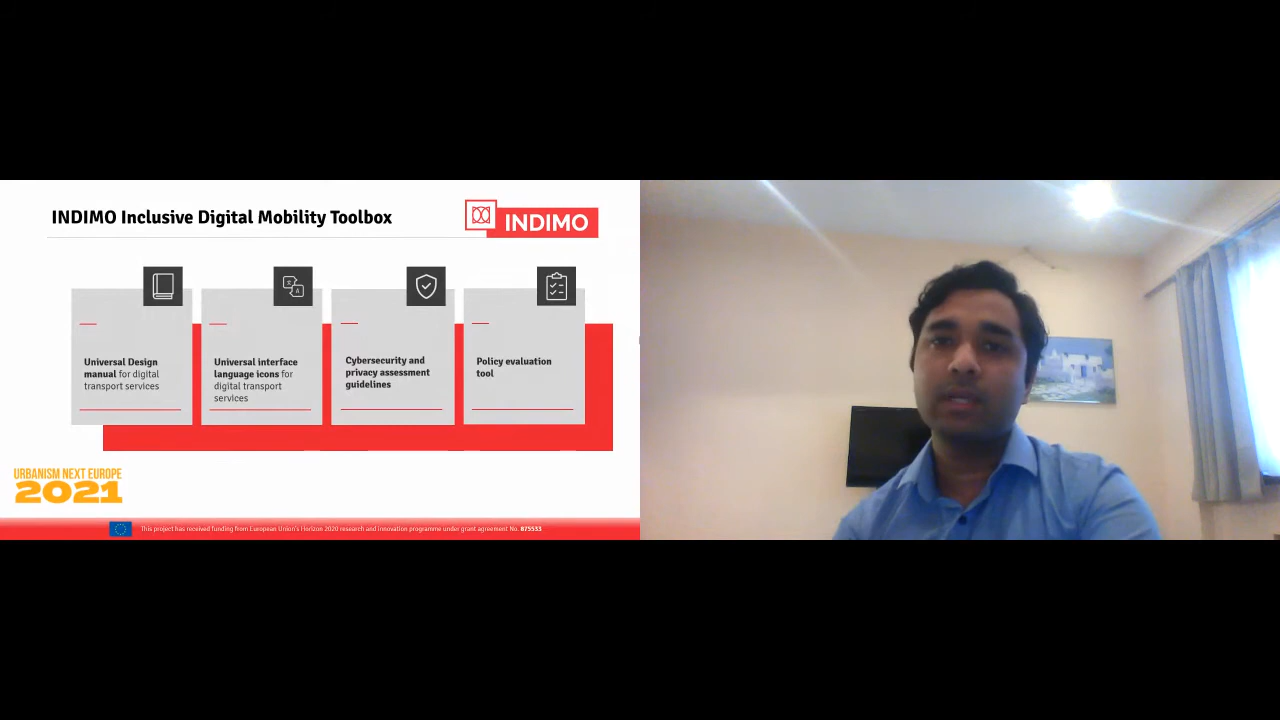 INDIMO Inclusive Digital Mobility Toolbox
INDIMO
Universal Design
manual for digital
transport services
Universal interface
language icons for
digital transport
services
Cybersecurity and
privacy assessment
guidelines
Policy evaluation
tool
URBANISM NEXT EUROPE
2021
This project has received funding from European Union's Horizon 2020 research and innovation programme under grant agreement No. 875533